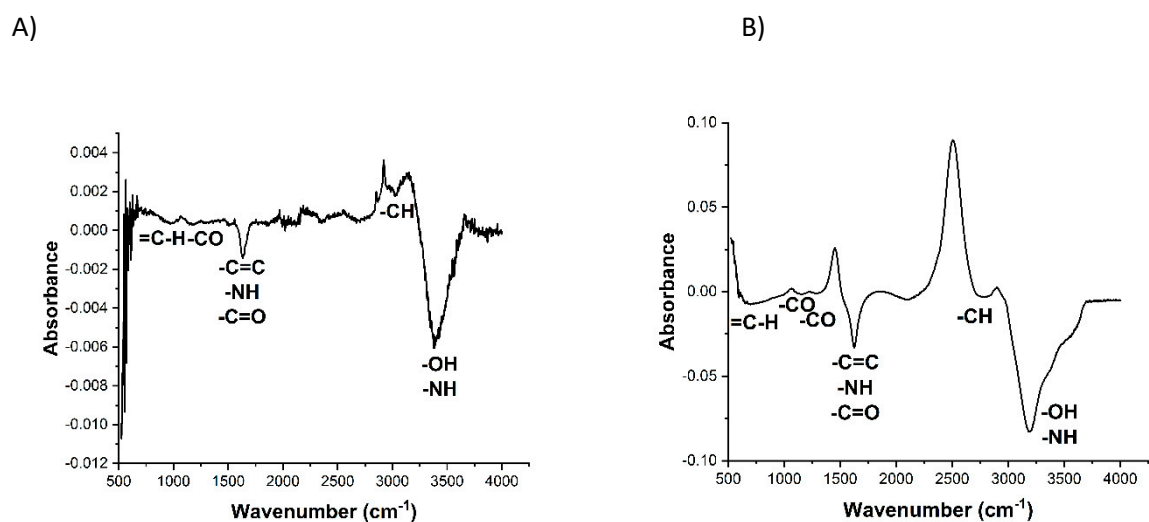 A)
B)
Absorbance
0.004
0.002
0.000
-0.002
-0.004
-0.006
-0.008
-0.010
-0.012
=C-H -CO
-C=C
-NH
-C=O
-CH
-OH
-NH
500 1000 1500 2000 2500 3000 3500 4000
Wavenumber (cm⁻¹)
Absorbance
0.10
0.05
0.00
-0.05
-0.10
=C-H
-CO
-CO
-C=C
-NH
-C=O
-CH
-OH
-NH
500 1000 1500 2000 2500 3000 3500 4000
Wavenumber (cm⁻¹)